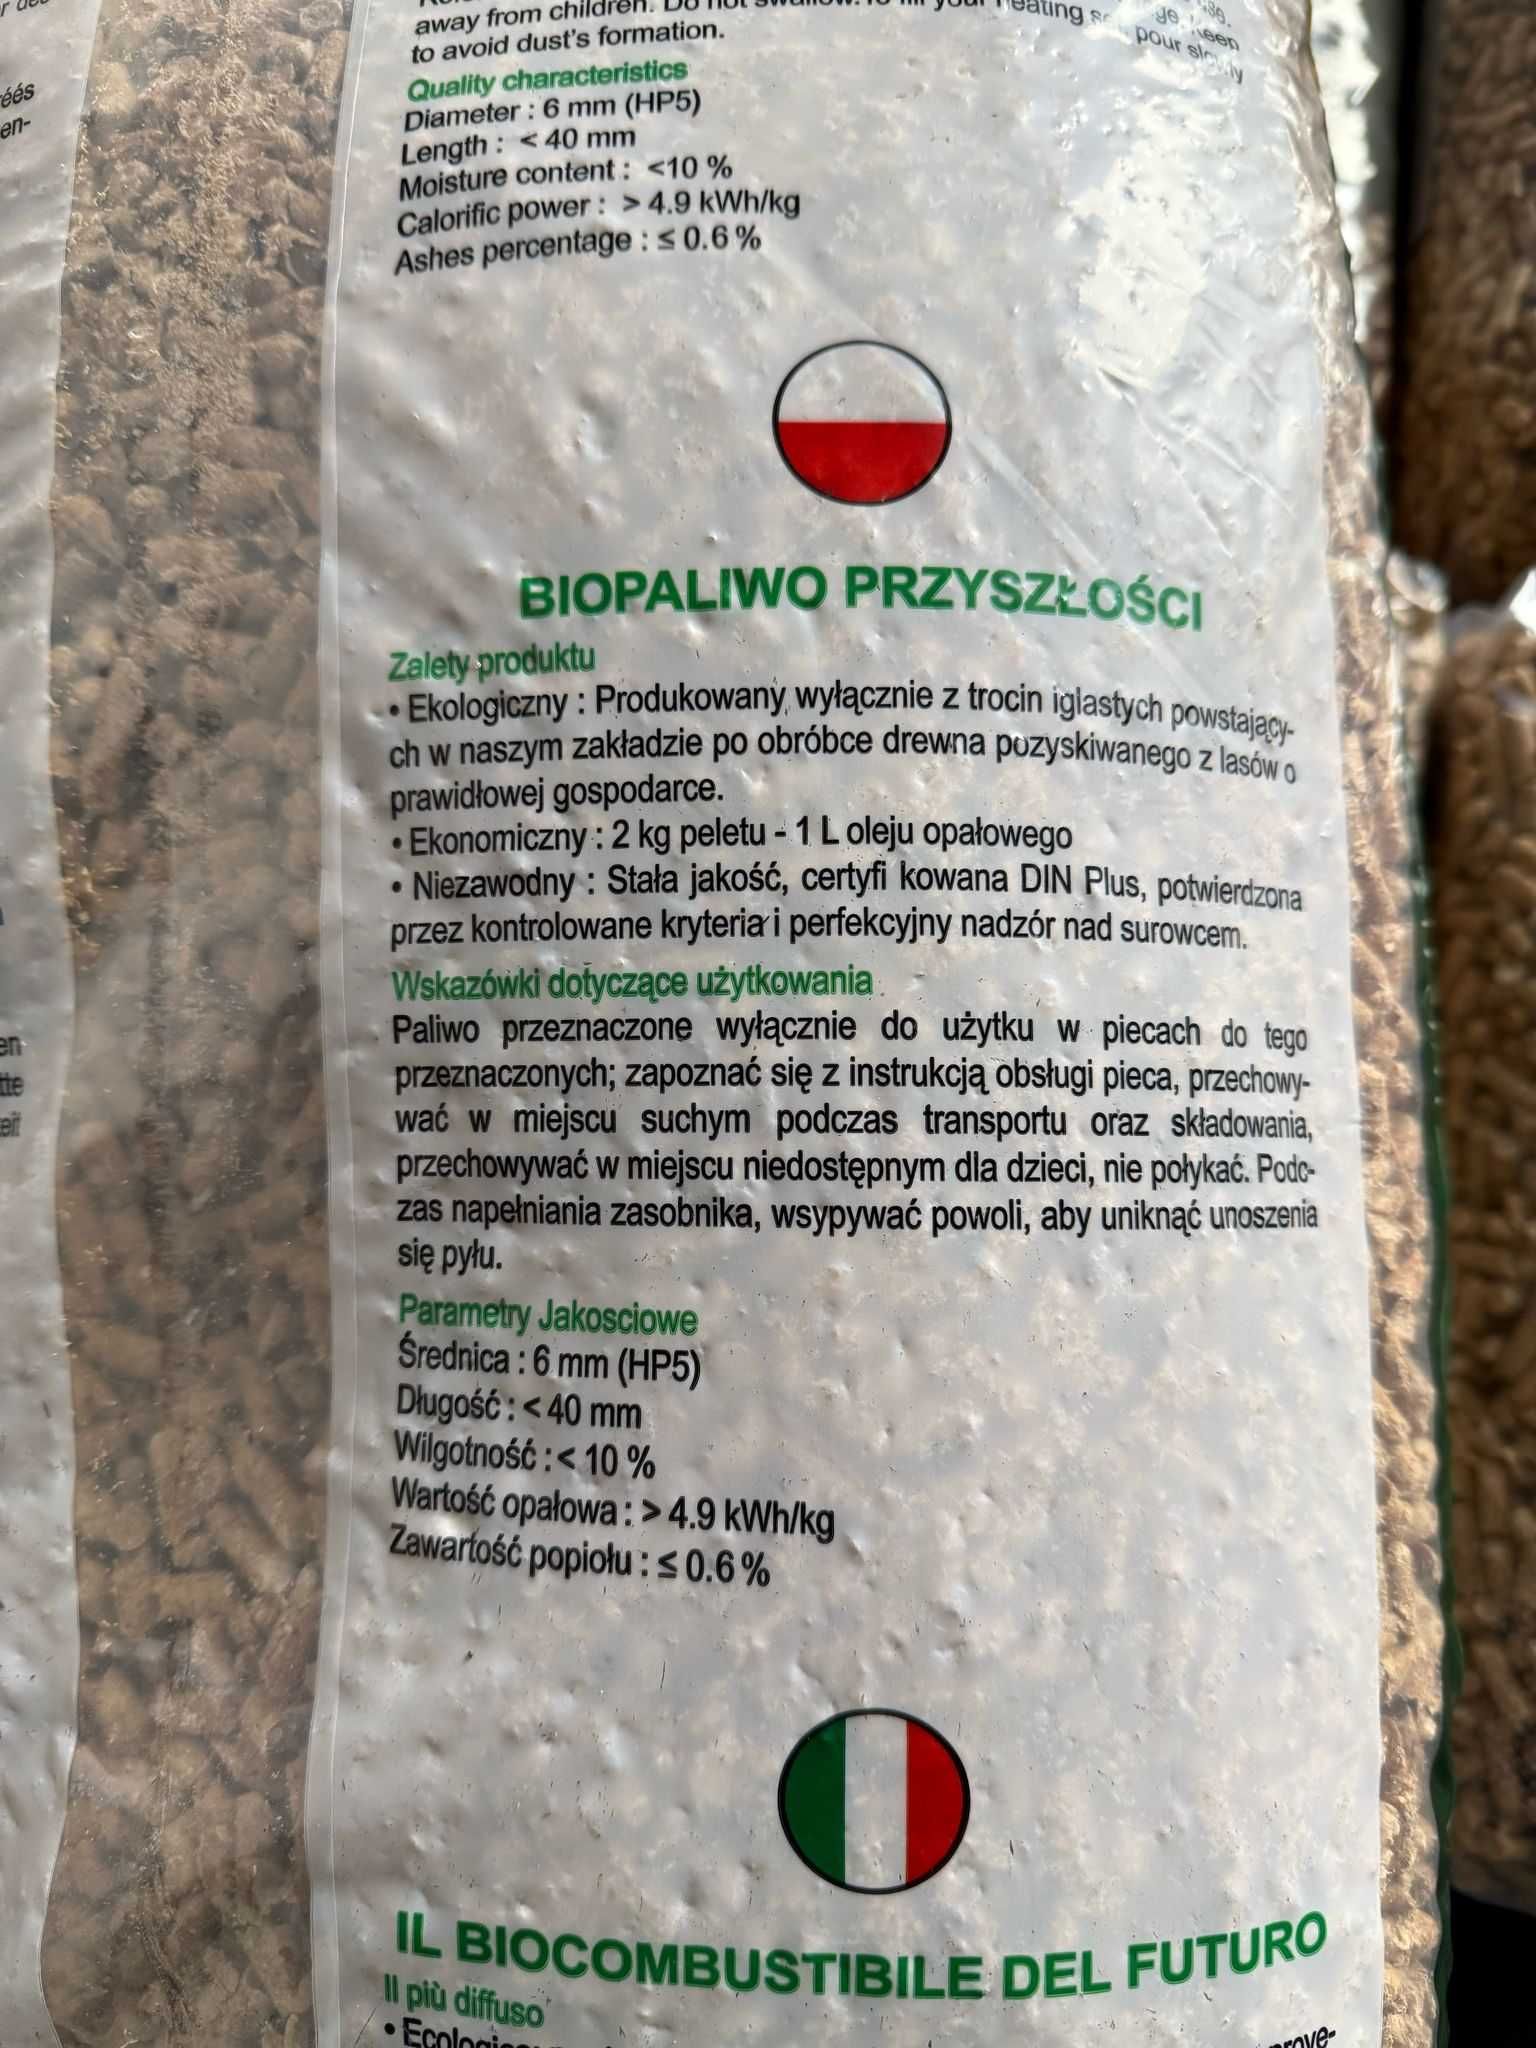 éés
en-
en
tte
eit
away from children. Do not swallow. To fill your heating
to avoid dust's formation. pour slowly
Quality characteristics
Diameter : 6 mm (HP5)
Length : < 40 mm
Moisture content : <10 %
Calorific power : > 4.9 kWh/kg
Ashes percentage : ≤ 0.6 %
BIOPALIWO PRZYSZŁOŚCI
Zalety produktu
• Ekologiczny : Produkowany wyłącznie z trocin iglastych powstający-
ch w naszym zakładzie po obróbce drewna pozyskiwanego z lasów o
prawidłowej gospodarce.
• Ekonomiczny : 2 kg peletu - 1 L oleju opałowego
• Niezawodny : Stała jakość, certyfi kowana DIN Plus, potwierdzona
przez kontrolowane kryteria i perfekcyjny nadzór nad surowcem.
Wskazówki dotyczące użytkowania
Paliwo przeznaczone wyłącznie do użytku w piecach do tego
przeznaczonych; zapoznać się z instrukcją obsługi pieca, przechowy-
wać w miejscu suchym podczas transportu oraz składowania,
przechowywać w miejscu niedostępnym dla dzieci, nie połykać. Podc-
zas napełniania zasobnika, wsypywać powoli, aby uniknąć unoszenia
się pyłu.
Parametry Jakosciowe
Średnica : 6 mm (HP5)
Długość : < 40 mm
Wilgotność : < 10 %
Wartość opałowa : > 4.9 kWh/kg
Zawartość popiołu : ≤ 0.6 %
IL BIOCOMBUSTIBILE DEL FUTURO
Il più diffuso